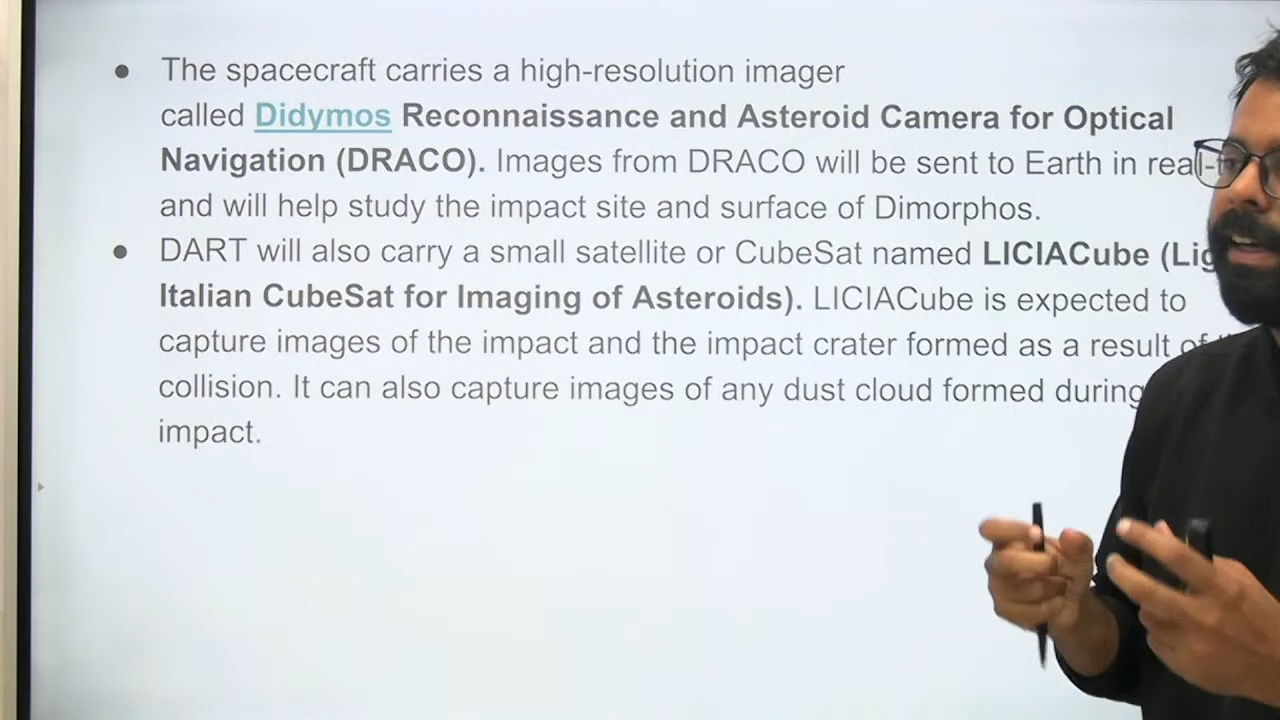 ● The spacecraft carries a high-resolution imager
called Didymos Reconnaissance and Asteroid Camera for Optical
Navigation (DRACO). Images from DRACO will be sent to Earth in real-
and will help study the impact site and surface of Dimorphos.
● DART will also carry a small satellite or CubeSat named LICIACube (
Italian CubeSat for Imaging of Asteroids). LICIACube is expected to
capture images of the impact and the impact crater formed as a result of
collision. It can also capture images of any dust cloud formed during
impact.